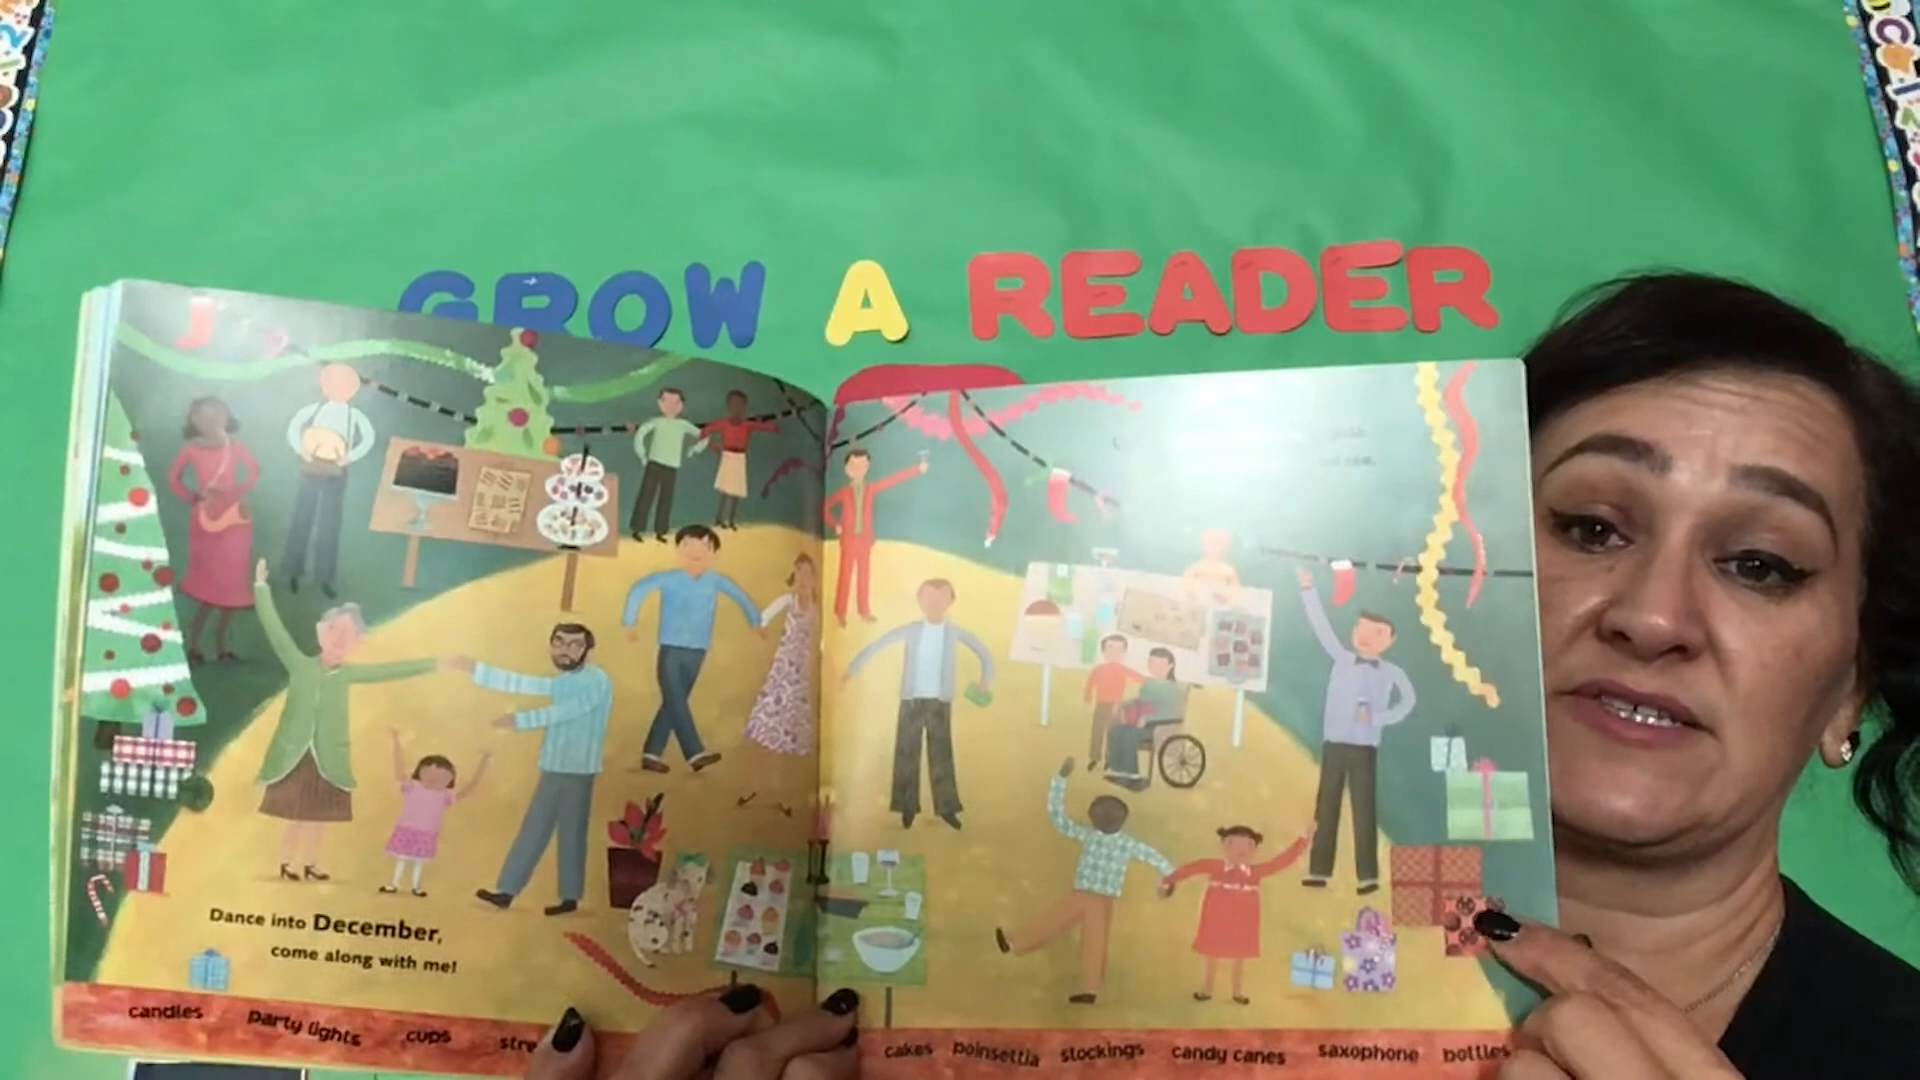 GROW A READER
Dance into December,
come along with me!
candles party lights cups stre
cakes poinsettia stockings candy canes saxophone bottles